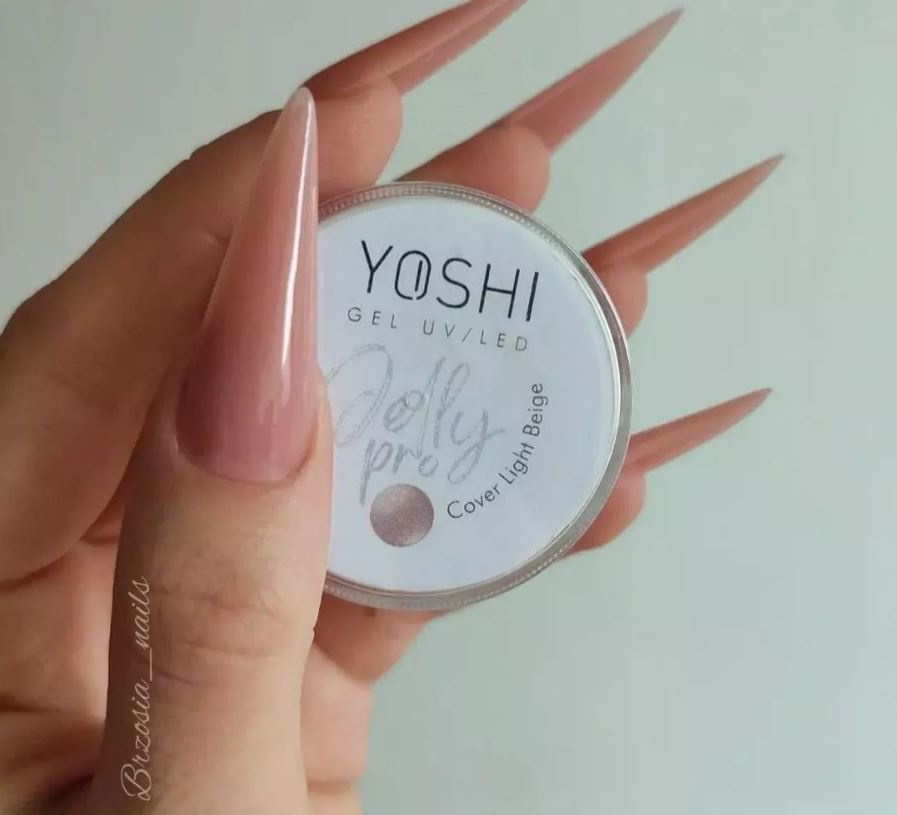 YOSHI
GEL UV/LED
Jelly
pro
Cover Light Beige
Brzosia_nails